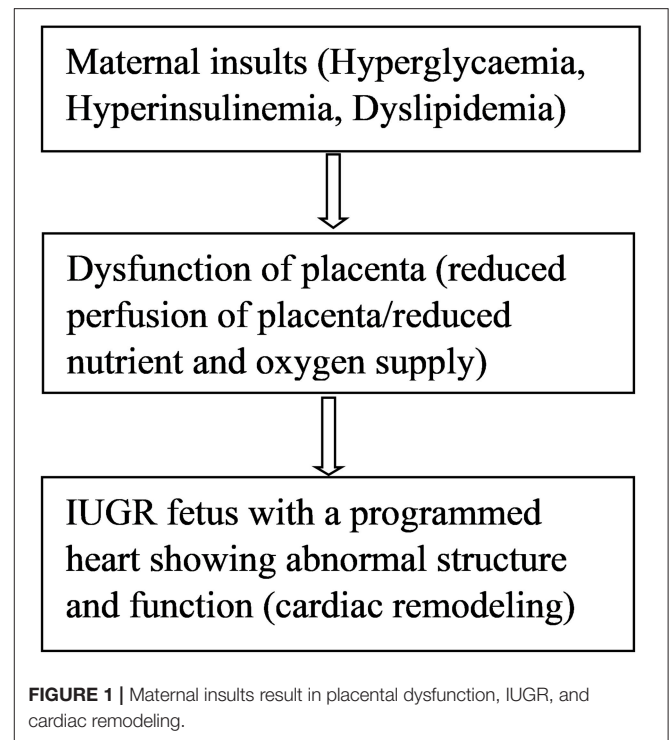 Maternal insults (Hyperglycaemia,
Hyperinsulinemia, Dyslipidemia)
Dysfunction of placenta (reduced
perfusion of placenta/reduced
nutrient and oxygen supply)
IUGR fetus with a programmed
heart showing abnormal structure
and function (cardiac remodeling)
FIGURE 1 | Maternal insults result in placental dysfunction, IUGR, and
cardiac remodeling.